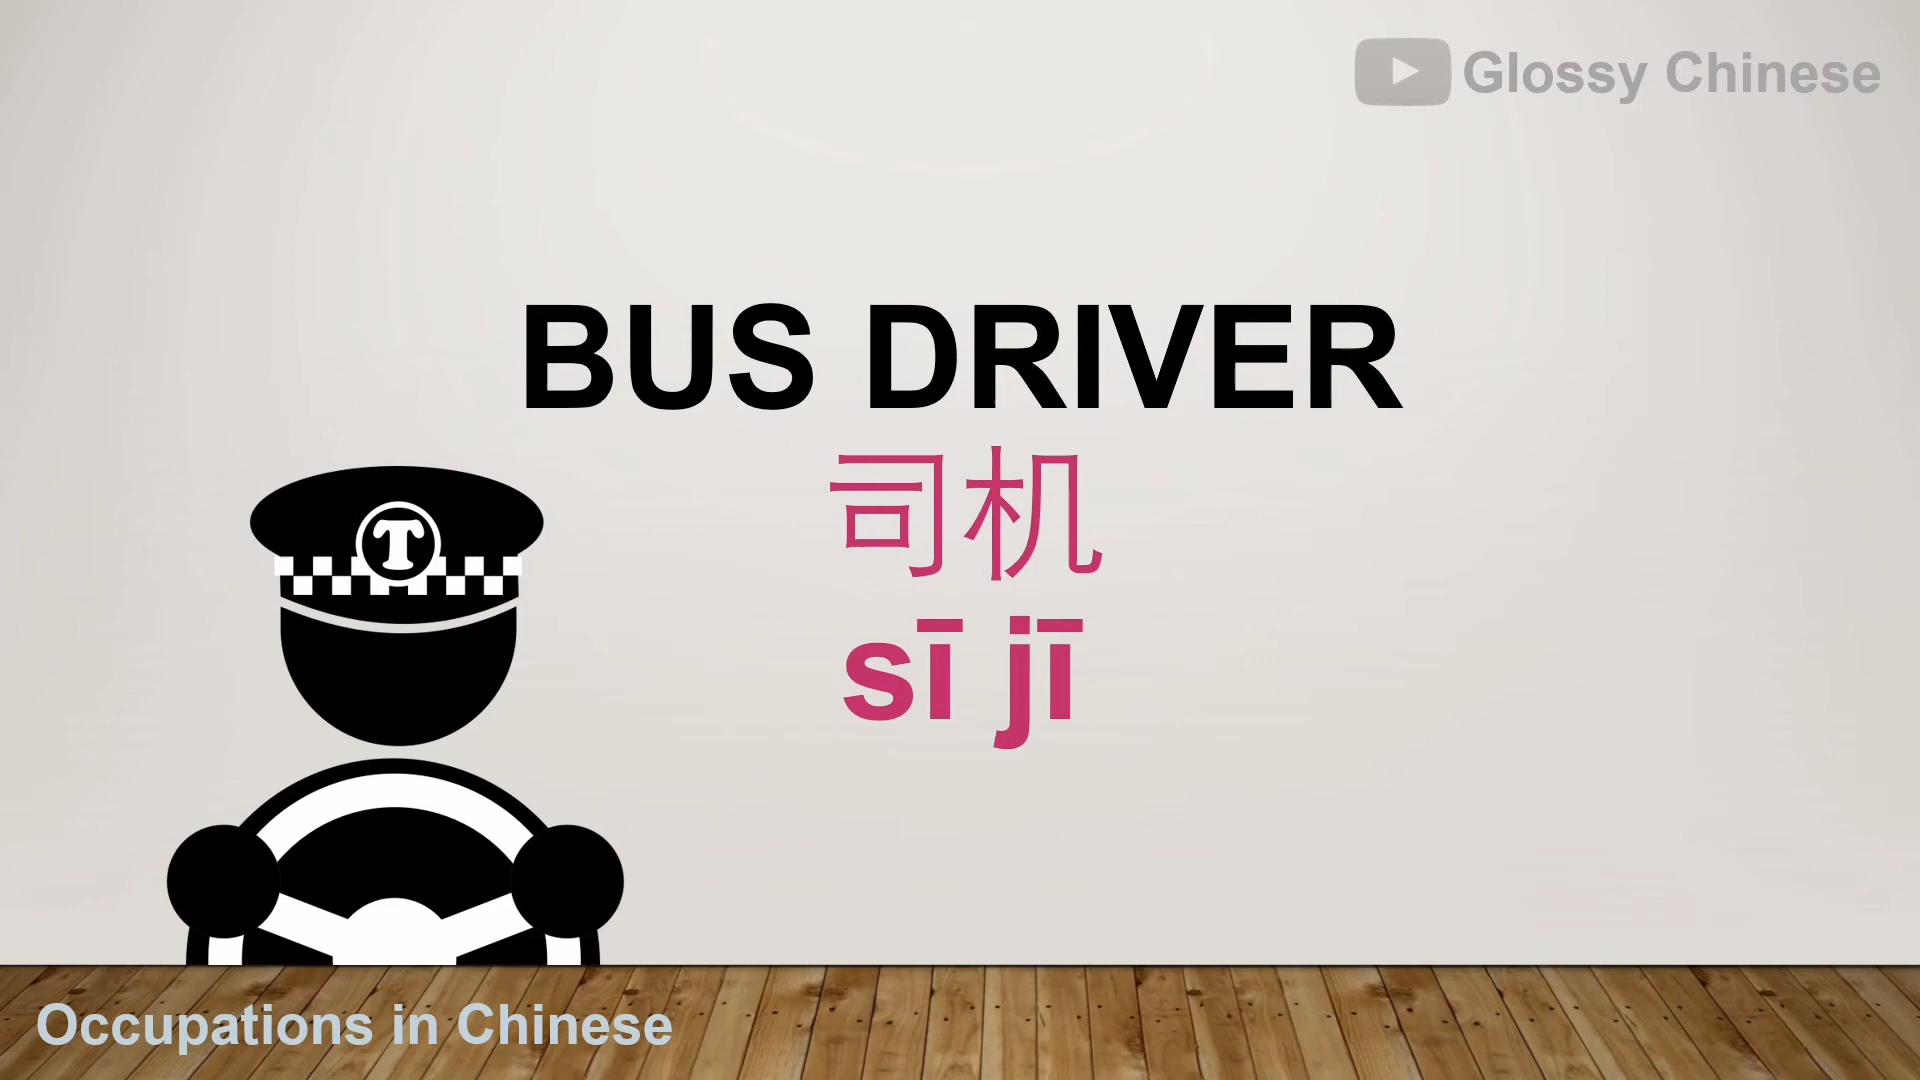 Glossy Chinese
BUS DRIVER
司机
sī jī
T
Occupations in Chinese